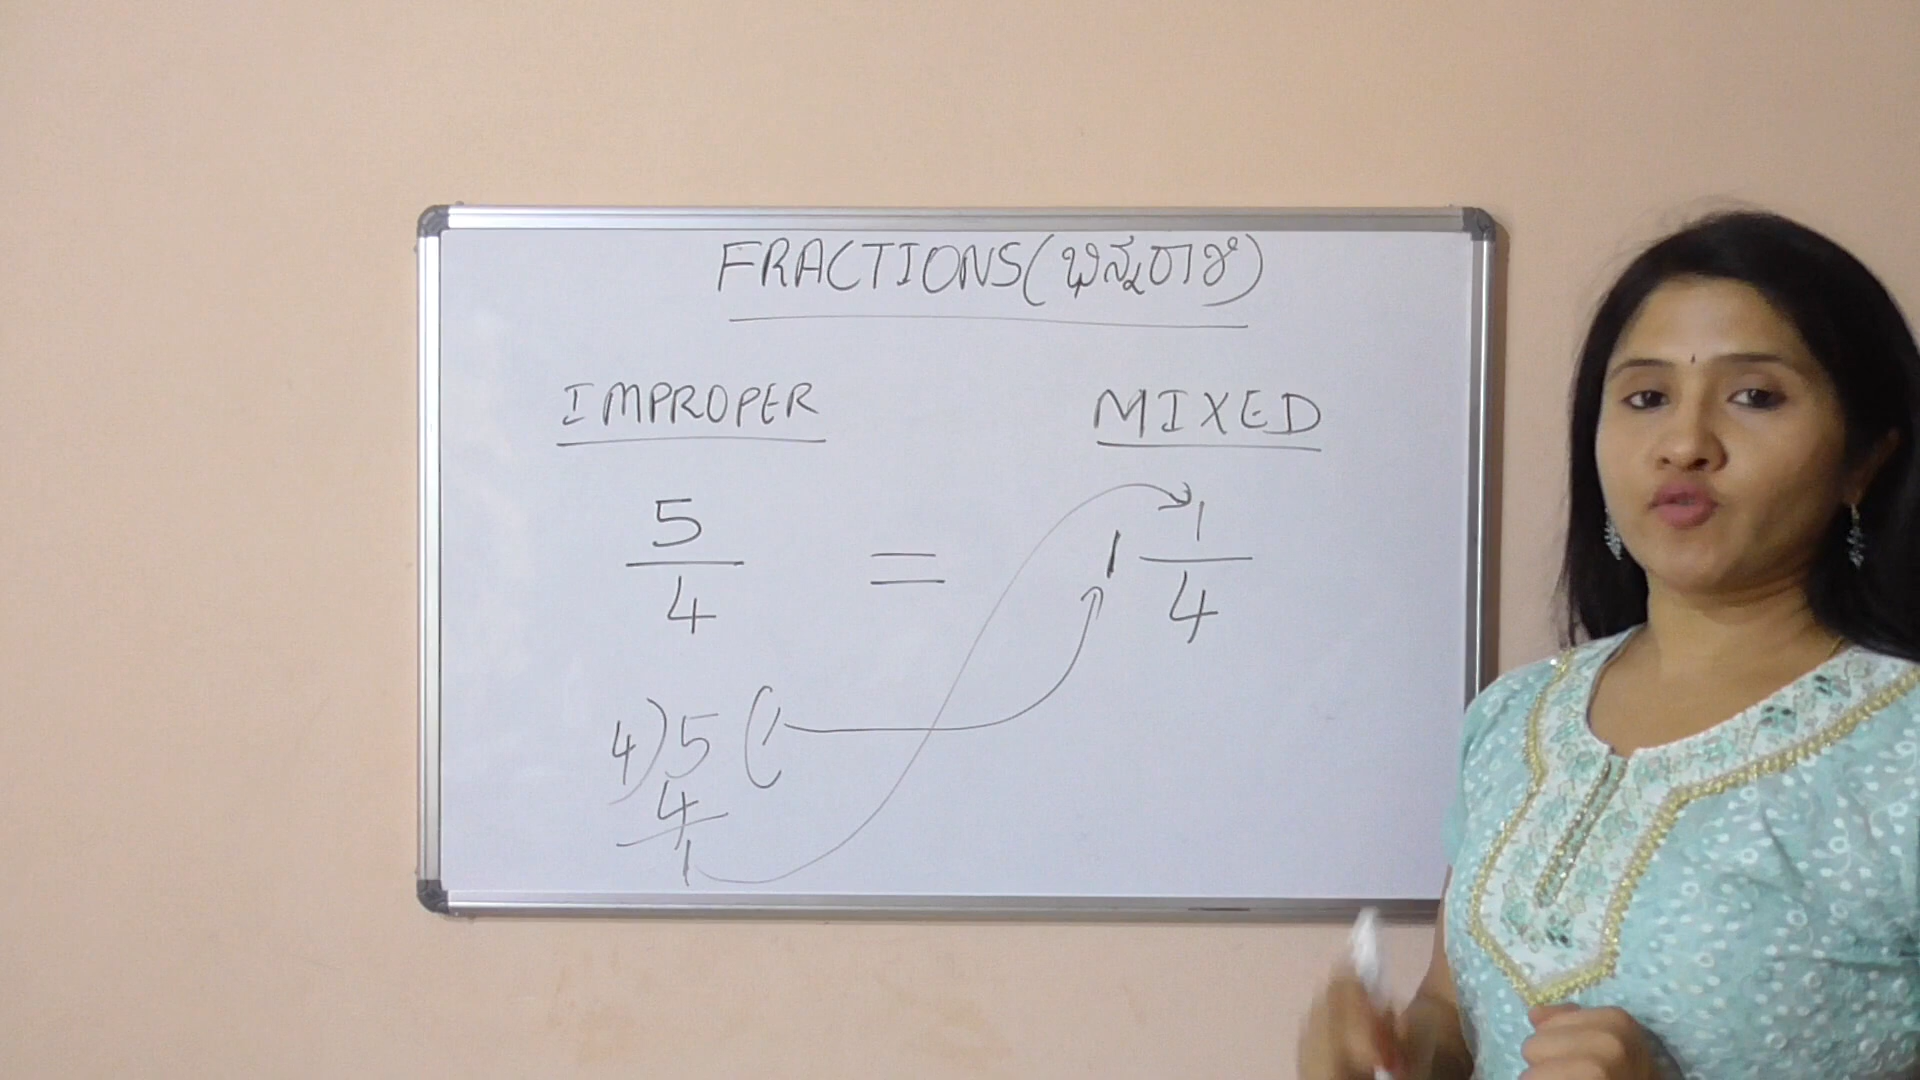 FRACTIONS(ಭಿನ್ನರಾಶಿ)
IMPROPER MIXED
5/4 = 1 1/4
4)5(1
4
1